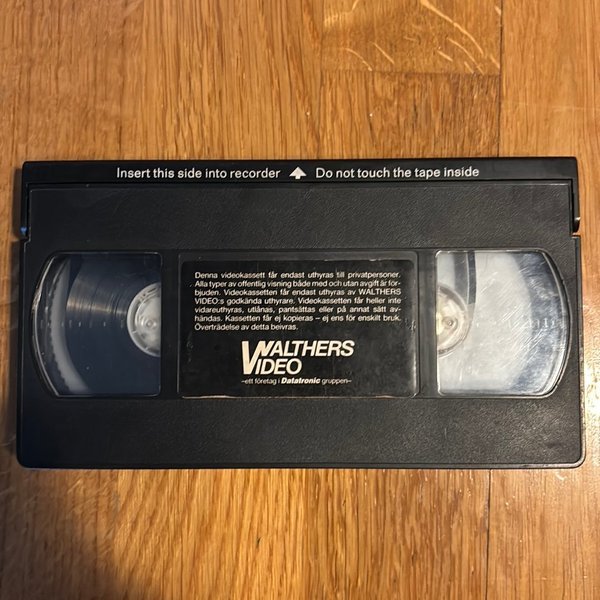 Insert this side into recorder ⬆ Do not touch the tape inside
Denna videokassett får endast uthyras till privatpersoner.
Alla typer av offentlig visning både med och utan avgift är för-
bjuden. Videokassetten får endast uthyras av WALTHERS
VIDEO:s godkända uthyrare. Videokassetten får heller inte
vidareuthyras, utlånas, pantsättas eller på annat sätt av-
händas. Kassetten får ej kopieras – ej ens för enskilt bruk.
Överträdelse av detta beivras.
WALTHERS
VIDEO
–ett företag i Datatronic gruppen–